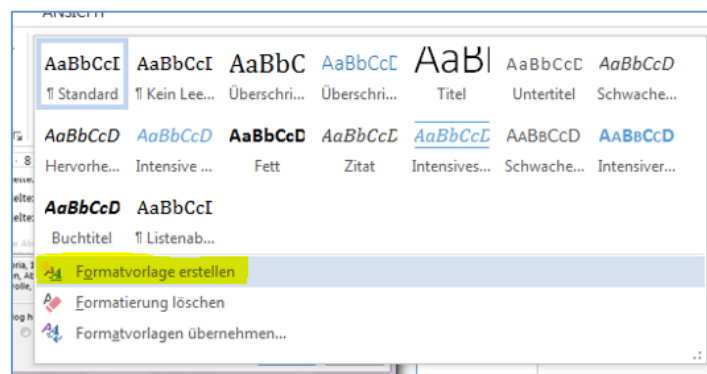 ANSICHT
AaBbCcI AaBbCcI AaBbC AaBbCcC AaBl AaBbCcD AaBbCcD
¶ Standard ¶ Kein Lee... Überschri... Überschri... Titel Untertitel Schwache...
AaBbCcD AaBbCcD AaBbCcD AaBbCcD AaBbCcD AaBbCcD AaBbCcD
Hervorhe... Intensive ... Fett Zitat Intensives... Schwache... Intensiver...
AaBbCcD AaBbCcI
Buchtitel ¶ Listenab...
Formatvorlage erstellen
Formatierung löschen
Formatvorlagen übernehmen...